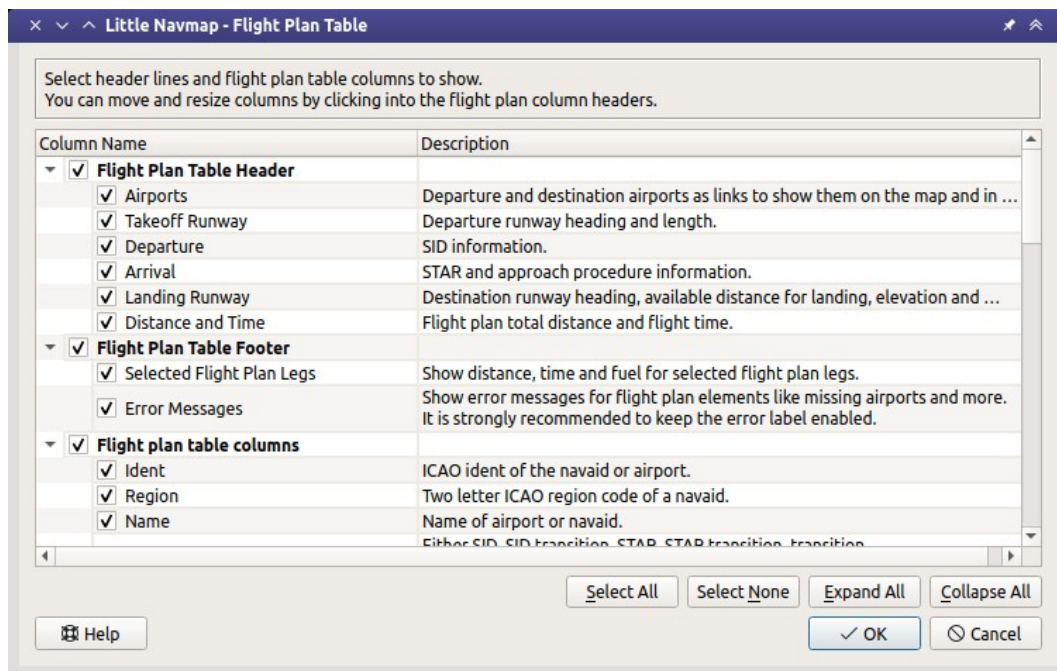 Little Navmap - Flight Plan Table
Select header lines and flight plan table columns to show.
You can move and resize columns by clicking into the flight plan column headers.
Column Name Description
Flight Plan Table Header
Airports Departure and destination airports as links to show them on the map and in ...
Takeoff Runway Departure runway heading and length.
Departure SID information.
Arrival STAR and approach procedure information.
Landing Runway Destination runway heading, available distance for landing, elevation and ...
Distance and Time Flight plan total distance and flight time.
Flight Plan Table Footer
Selected Flight Plan Legs Show distance, time and fuel for selected flight plan legs.
Error Messages Show error messages for flight plan elements like missing airports and more.
It is strongly recommended to keep the error label enabled.
Flight plan table columns
Ident ICAO ident of the navaid or airport.
Region Two letter ICAO region code of a navaid.
Name Name of airport or navaid.
Either SID, SID transition, STAR, STAR transition, transition
Select All Select None Expand All Collapse All
Help OK Cancel